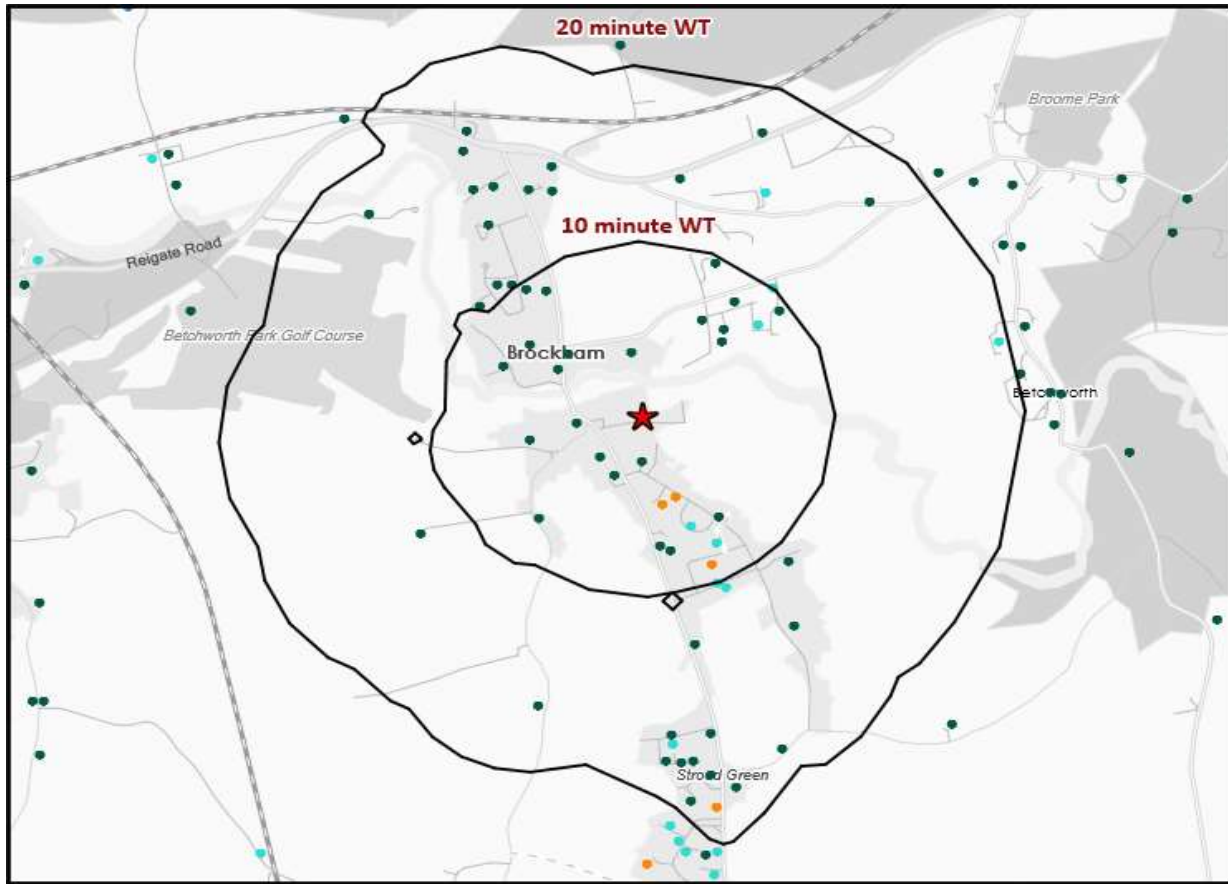 20 minute WT
Broome Park
10 minute WT
Reigate Road
Betchworth Park Golf Course
Brockham
Betchworth
Strood Green